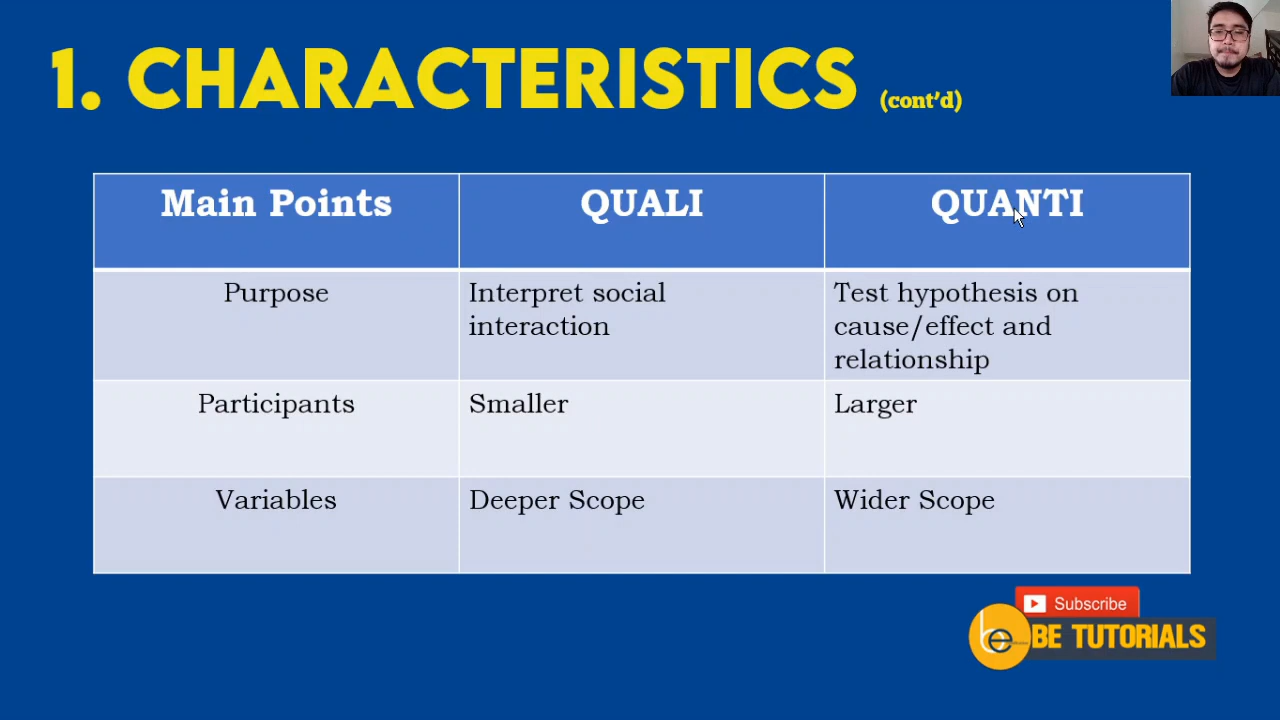 1. CHARACTERISTICS (cont'd)
Main Points QUALI QUANTI
Purpose
Interpret social
interaction
Test hypothesis on
cause/effect and
relationship
Participants Smaller Larger
Variables Deeper Scope Wider Scope
Subscribe
be
BE TUTORIALS